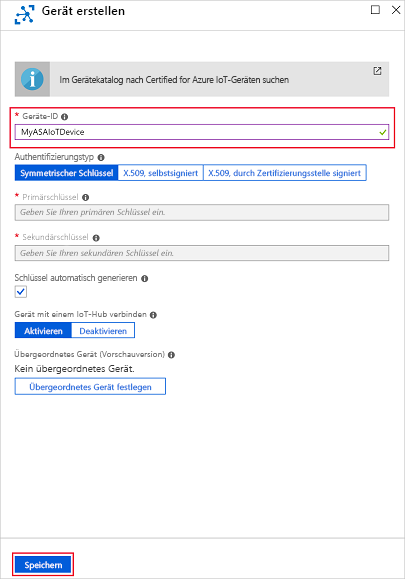 Gerät erstellen
Im Gerätekatalog nach Certified for Azure IoT-Geräten suchen
* Geräte-ID
MyASAIoTDevice
Authentifizierungstyp
Symmetrischer Schlüssel X.509, selbstsigniert X.509, durch Zertifizierungsstelle signiert
* Primärschlüssel
Geben Sie Ihren primären Schlüssel ein.
* Sekundärschlüssel
Geben Sie Ihren sekundären Schlüssel ein.
Schlüssel automatisch generieren
Gerät mit einem IoT-Hub verbinden
Aktivieren Deaktivieren
Übergeordnetes Gerät (Vorschauversion)
Kein übergeordnetes Gerät.
Übergeordnetes Gerät festlegen
Speichern